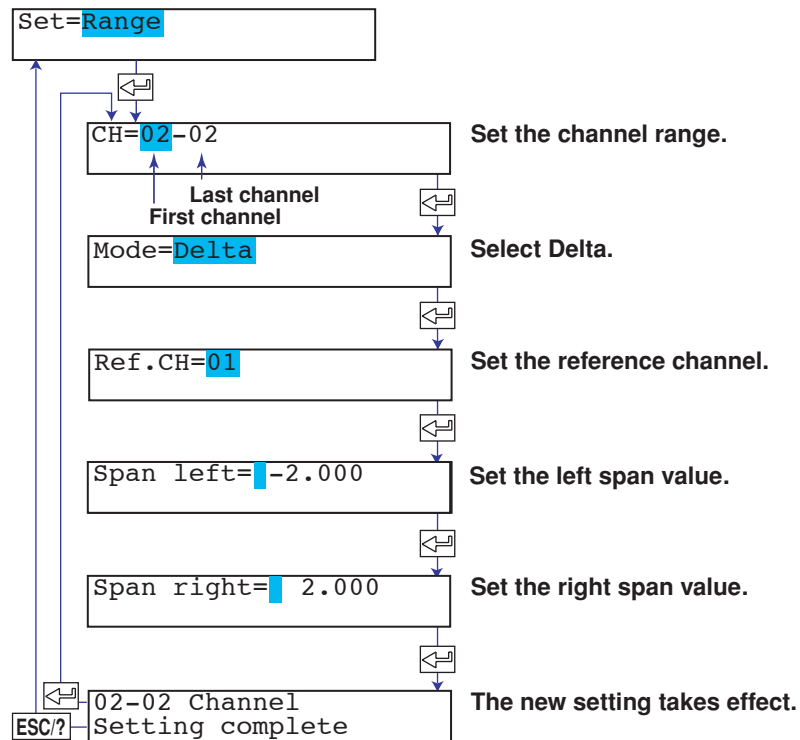 Set=Range
CH=02-02
Set the channel range.
Last channel
First channel
Mode=Delta
Select Delta.
Ref.CH=01
Set the reference channel.
Span left= -2.000
Set the left span value.
Span right= 2.000
Set the right span value.
02-02 Channel
The new setting takes effect.
ESC/?
Setting complete